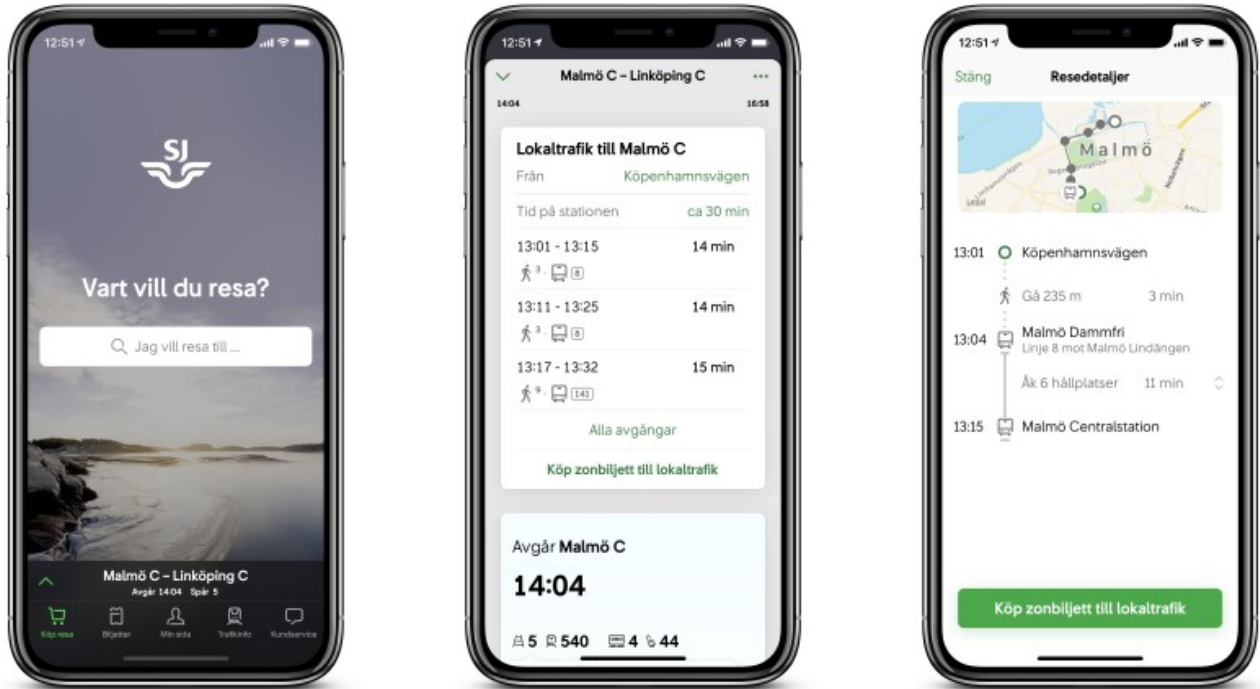 12:51
SJ
Vart vill du resa?
Jag vill resa till ...
Malmö C – Linköping C
Avgår 14:04 Spår 5
Köp resa
Biljetter
Min sida
Trafikinfo
Kundservice
12:51
Malmö C – Linköping C
14:04
16:58
Lokaltrafik till Malmö C
Från Köpenhamnsvägen
Tid på stationen ca 30 min
13:01 - 13:15 14 min
3 8
13:11 - 13:25 14 min
3 8
13:17 - 13:32 15 min
9 141
Alla avgångar
Köp zonbiljett till lokaltrafik
Avgår Malmö C
14:04
5 540 4 44
12:51
Stäng Resedetaljer
Malmö
Legal
13:01 Köpenhamnsvägen
Gå 235 m 3 min
13:04 Malmö Dammfri
Linje 8 mot Malmö Lindängen
Åk 6 hållplatser 11 min
13:15 Malmö Centralstation
Köp zonbiljett till lokaltrafik